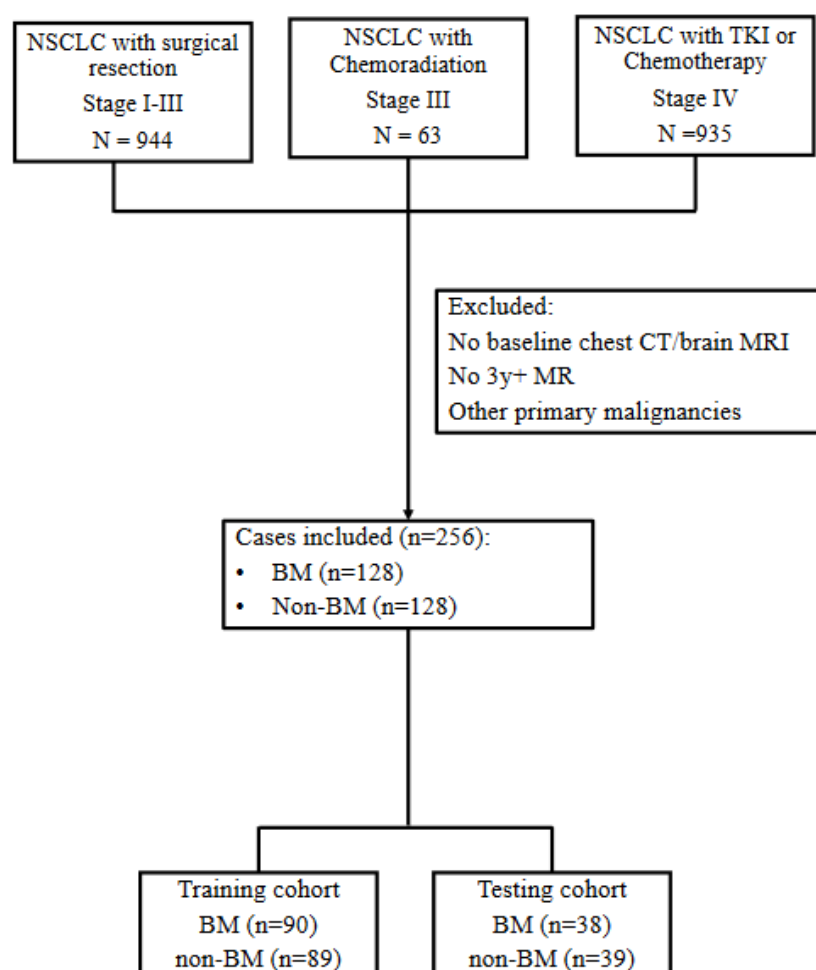 NSCLC with surgical
resection
Stage I-III
N = 944
NSCLC with
Chemoradiation
Stage III
N = 63
NSCLC with TKI or
Chemotherapy
Stage IV
N =935
Excluded:
No baseline chest CT/brain MRI
No 3y+ MR
Other primary malignancies
Cases included (n=256):
• BM (n=128)
• Non-BM (n=128)
Training cohort
BM (n=90)
non-BM (n=89)
Testing cohort
BM (n=38)
non-BM (n=39)